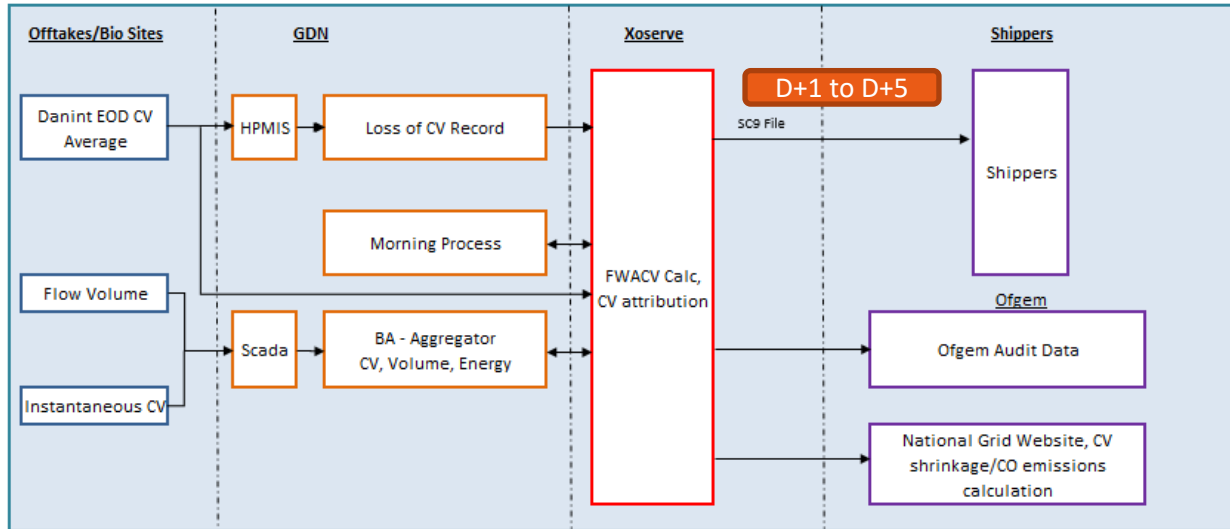 Offtakes/Bio Sites
GDN
Xoserve
Shippers
Danint EOD CV
Average
HPMIS
Loss of CV Record
D+1 to D+5
SC9 File
Shippers
Morning Process
FWACV Calc,
CV attribution
Flow Volume
Instantaneous CV
Scada
BA - Aggregator
CV, Volume, Energy
Ofgem
Ofgem Audit Data
National Grid Website, CV
shrinkage/CO emissions
calculation